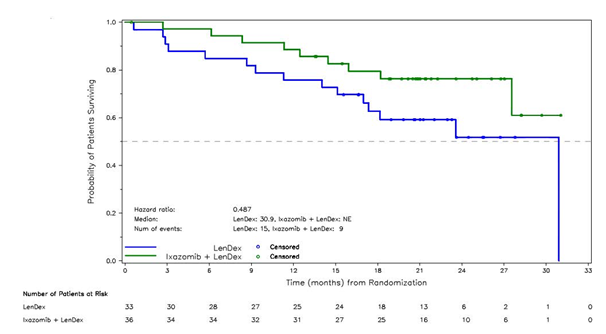 1.0
0.8
0.6
0.4
0.2
0.0
Probability of Patients Surviving
Hazard ratio: 0.487
Median: LenDex: 30.9, Ixazomib + LenDex: NE
Num of events: LenDex: 15, Ixazomib + LenDex: 9
LenDex Censored
Ixazomib + LenDex Censored
0 3 6 9 12 15 18 21 24 27 30 33
Time (months) from Randomization
Number of Patients at Risk
LenDex 33 30 28 27 25 24 18 13 6 2 1 0
Ixazomib + LenDex 36 34 34 32 31 27 25 16 10 6 1 0